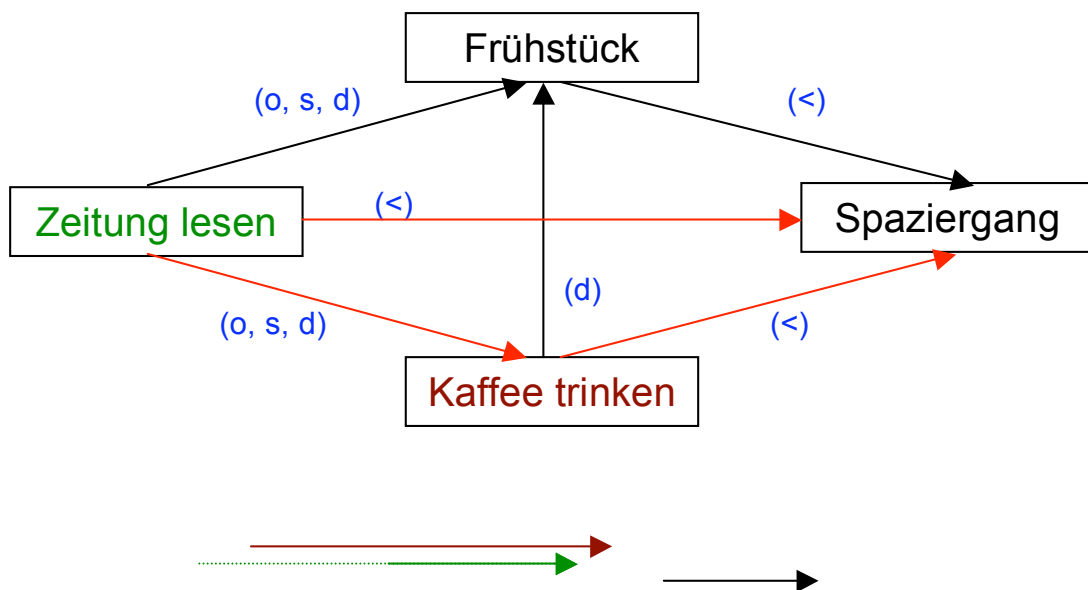 Frühstück
(o, s, d)
(<)
Zeitung lesen
(<)
Spaziergang
(o, s, d)
(d)
(<)
Kaffee trinken